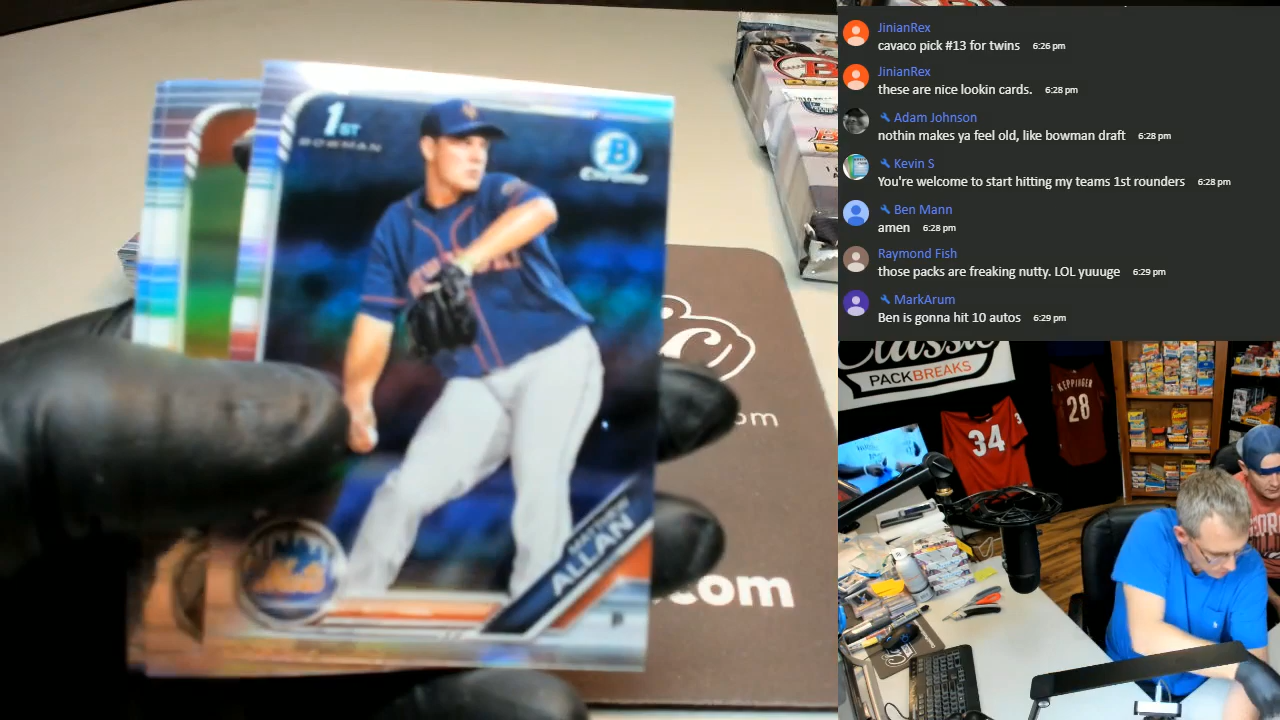 1ST
BOWMAN
B
Chrome
ALLAN
P
com
.com
JinianRex
cavaco pick #13 for twins 6:26 pm
JinianRex
these are nice lookin cards. 6:28 pm
Adam Johnson
nothin makes ya feel old, like bowman draft 6:28 pm
Kevin S
You're welcome to start hitting my teams 1st rounders 6:28 pm
Ben Mann
amen 6:28 pm
Raymond Fish
those packs are freaking nutty. LOL yuuuge 6:29 pm
MarkArum
Ben is gonna hit 10 autos 6:29 pm
Classic
PACKBREAKS
34
KEPPINGER
28